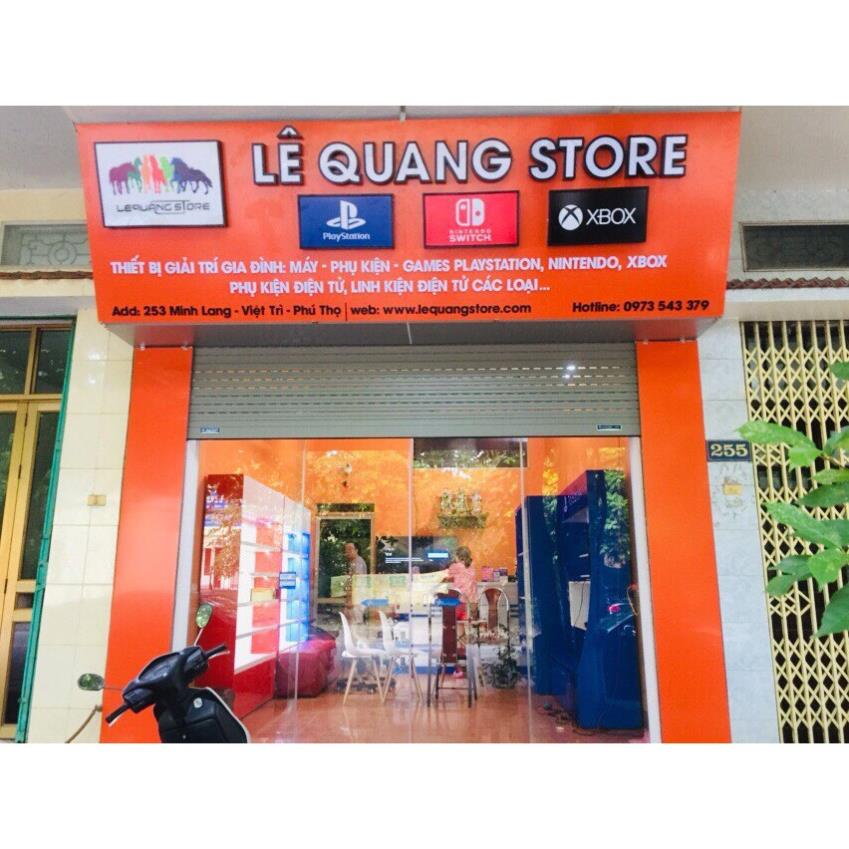 LÊ QUANG STORE
LEQUANG STORE
PlayStation
NINTENDO
SWITCH
XBOX
THIẾT BỊ GIẢI TRÍ GIA ĐÌNH: MÁY - PHỤ KIỆN - GAMES PLAYSTATION, NINTENDO, XBOX
PHỤ KIỆN ĐIỆN TỬ, LINH KIỆN ĐIỆN TỬ CÁC LOẠI...
Add: 253 Minh Lang - Việt Trì - Phú Thọ | web: www.lequangstore.com Hotline: 0973 543 379
255